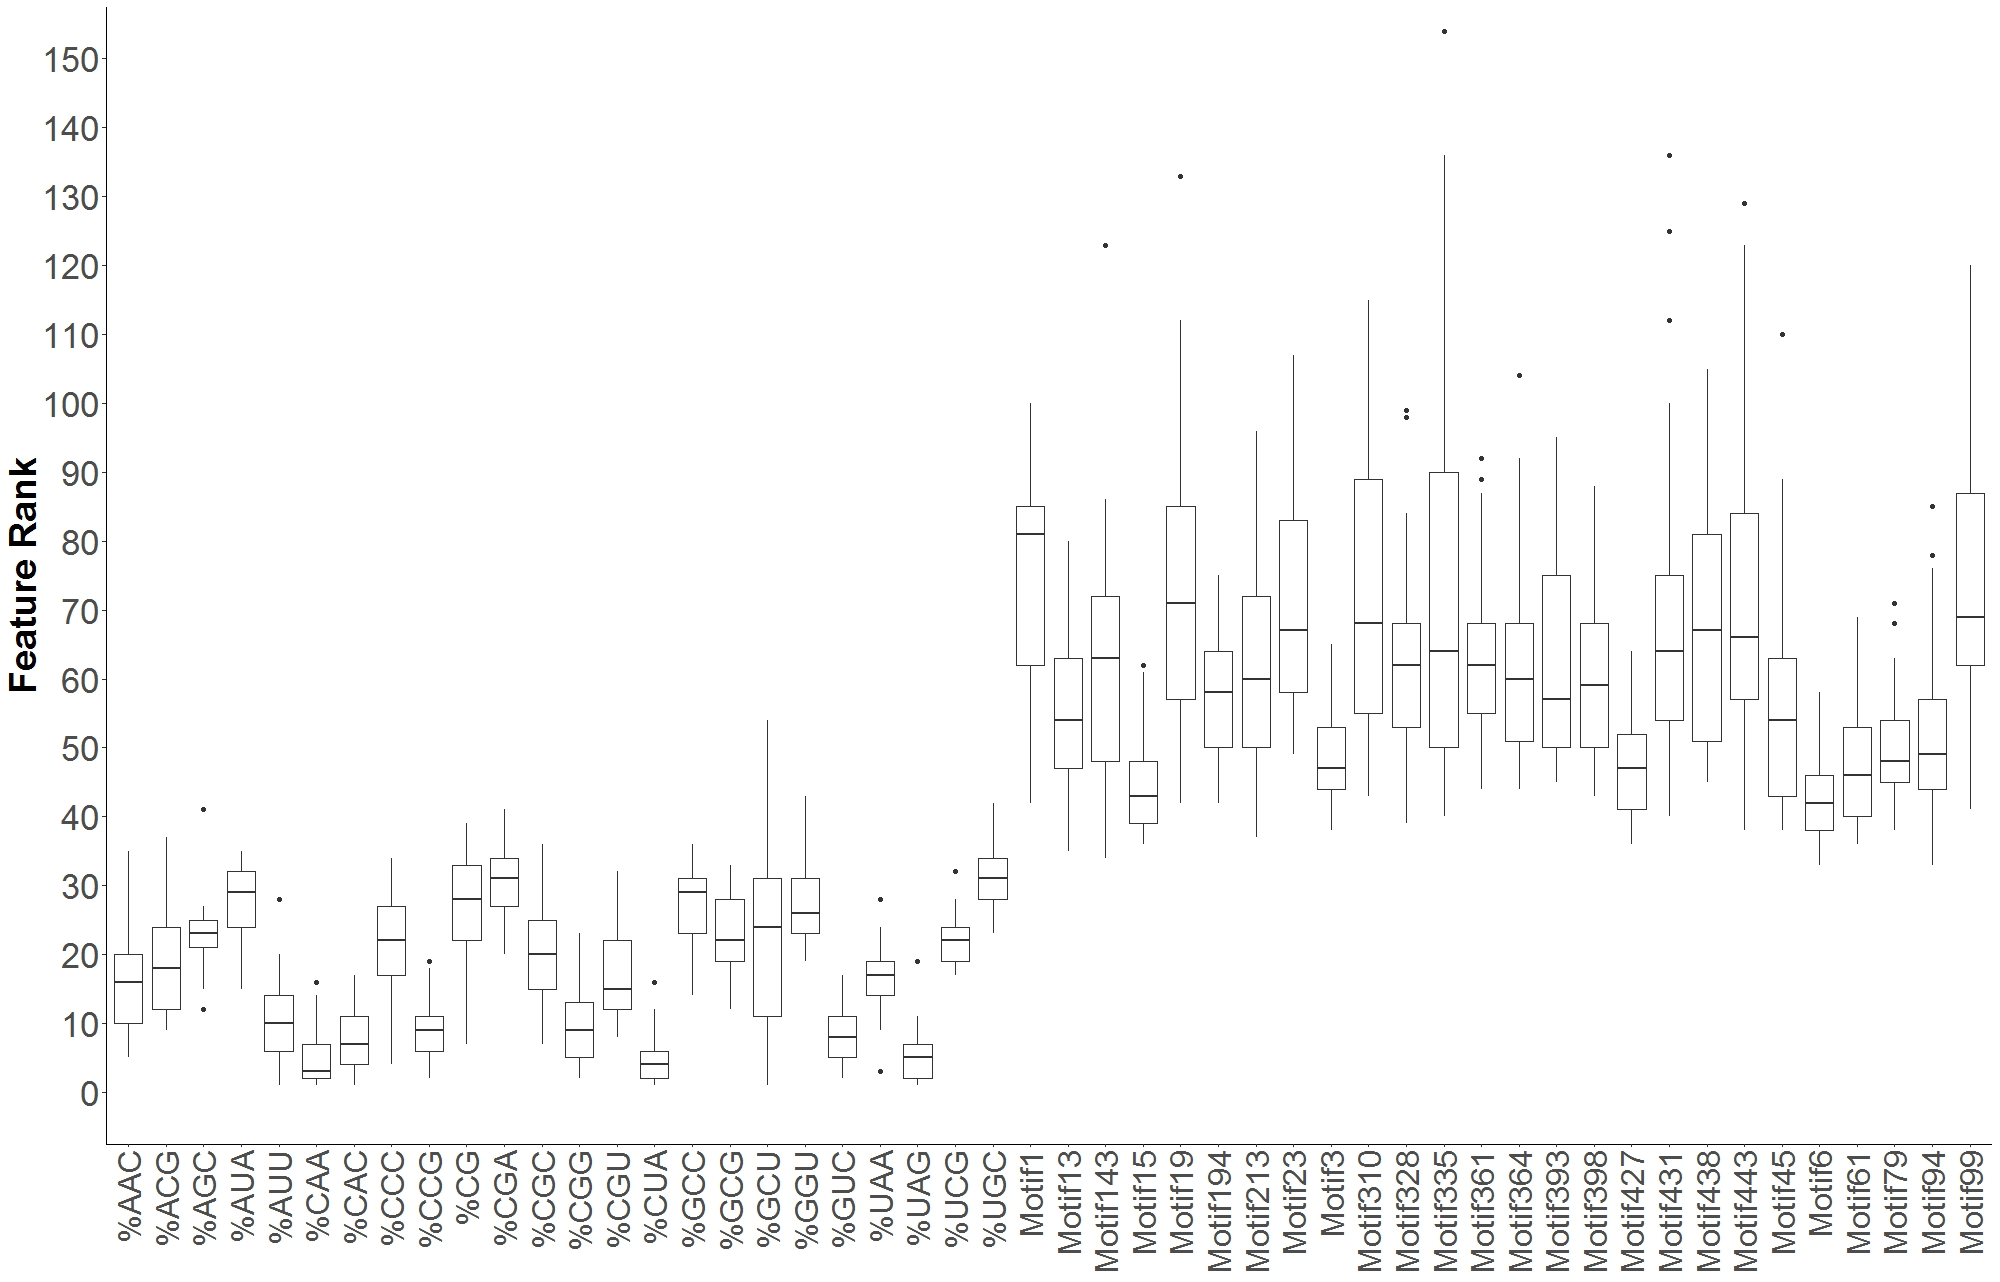 Feature Rank
150
140
130
120
110
100
90
80
70
60
50
40
30
20
10
0
%AAC
%ACG
%AGC
%AUA
%AUU
%CAA
%CAC
%CCC
%CCG
%CG
%CGA
%CGC
%CGG
%CGU
%CUA
%GCC
%GCG
%GCU
%GGU
%GUC
%UAA
%UAG
%UCG
%UGC
Motif1
Motif13
Motif143
Motif15
Motif19
Motif194
Motif213
Motif23
Motif3
Motif310
Motif328
Motif335
Motif361
Motif364
Motif393
Motif398
Motif427
Motif431
Motif438
Motif443
Motif45
Motif6
Motif61
Motif79
Motif94
Motif99